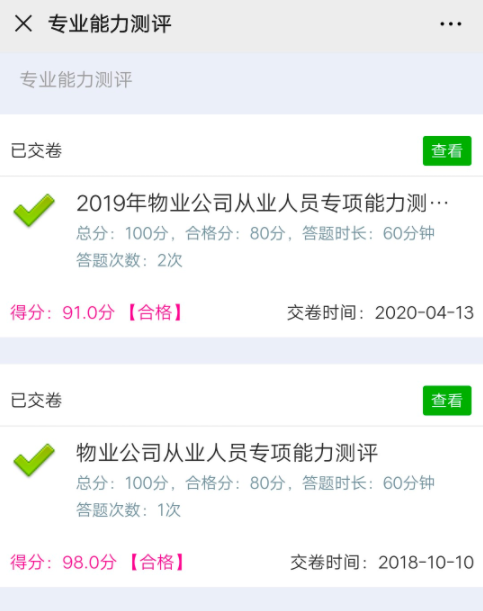 专业能力测评
专业能力测评
已交卷 查看
2019年物业公司从业人员专项能力测…
总分：100分，合格分：80分，答题时长：60分钟
答题次数：2次
得分：91.0分【合格】 交卷时间：2020-04-13
已交卷 查看
物业公司从业人员专项能力测评
总分：100分，合格分：80分，答题时长：60分钟
答题次数：1次
得分：98.0分【合格】 交卷时间：2018-10-10